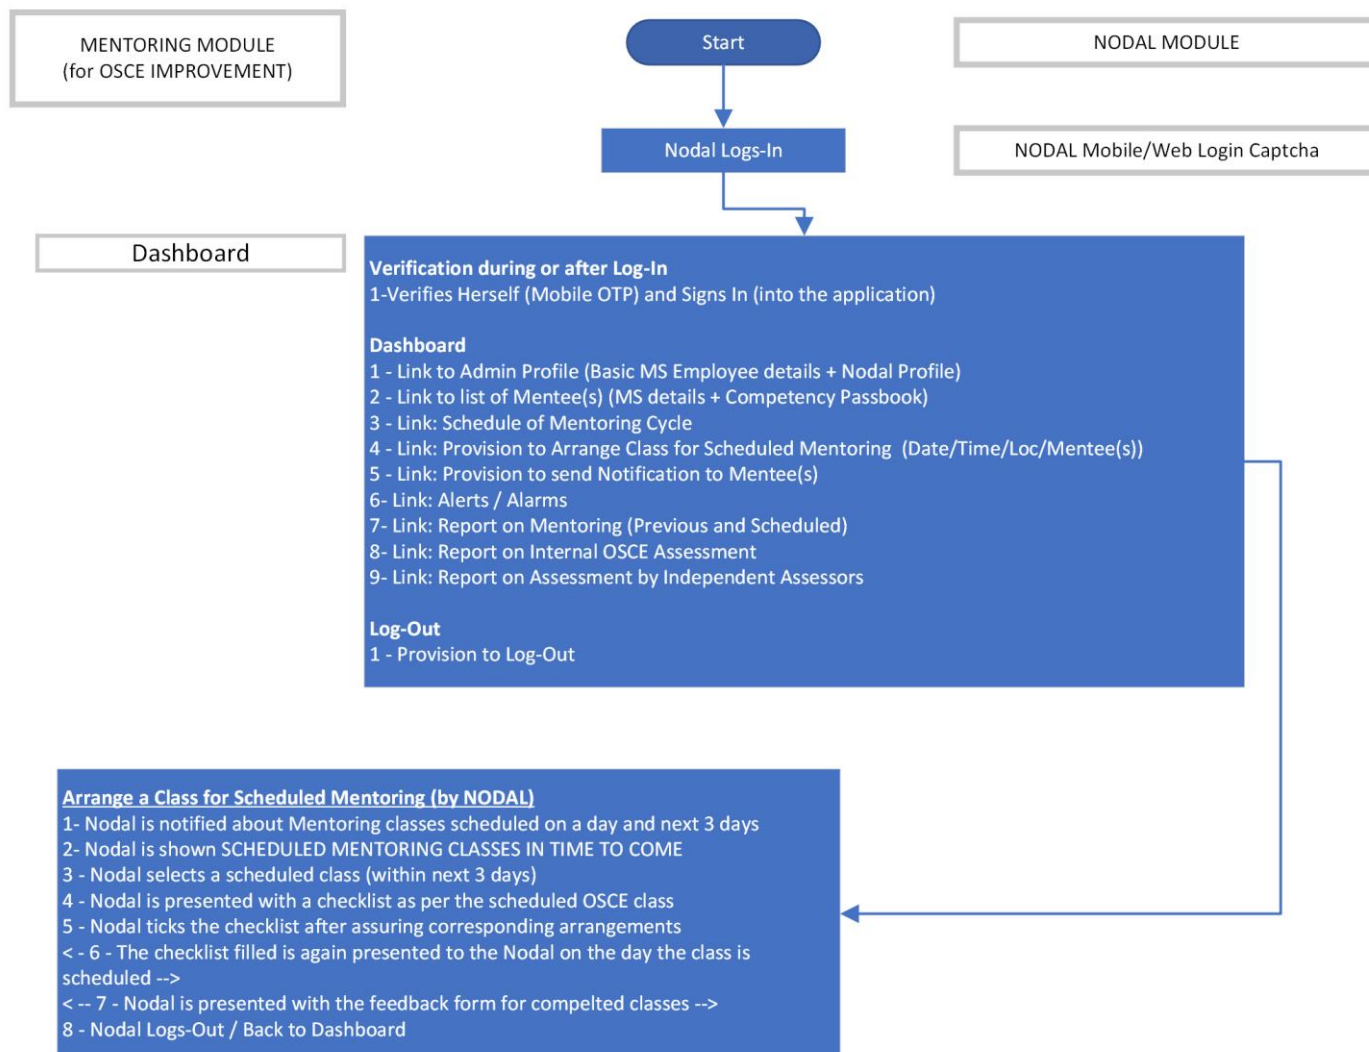 MENTORING MODULE
(for OSCE IMPROVEMENT)
Start
NODAL MODULE
Nodal Logs-In
NODAL Mobile/Web Login Captcha
Dashboard
Verification during or after Log-In
1-Verifies Herself (Mobile OTP) and Signs In (into the application)
Dashboard
1 - Link to Admin Profile (Basic MS Employee details + Nodal Profile)
2 - Link to list of Mentee(s) (MS details + Competency Passbook)
3 - Link: Schedule of Mentoring Cycle
4 - Link: Provision to Arrange Class for Scheduled Mentoring  (Date/Time/Loc/Mentee(s))
5 - Link: Provision to send Notification to Mentee(s)
6- Link: Alerts / Alarms
7- Link: Report on Mentoring (Previous and Scheduled)
8- Link: Report on Internal OSCE Assessment
9- Link: Report on Assessment by Independent Assessors
Log-Out
1 - Provision to Log-Out
Arrange a Class for Scheduled Mentoring (by NODAL)
1- Nodal is notified about Mentoring classes scheduled on a day and next 3 days
2- Nodal is shown SCHEDULED MENTORING CLASSES IN TIME TO COME
3 - Nodal selects a scheduled class (within next 3 days)
4 - Nodal is presented with a checklist as per the scheduled OSCE class
5 - Nodal ticks the checklist after assuring corresponding arrangements
< - 6 - The checklist filled is again presented to the Nodal on the day the class is
scheduled -->
< -- 7 - Nodal is presented with the feedback form for compelted classes -->
8 - Nodal Logs-Out / Back to Dashboard